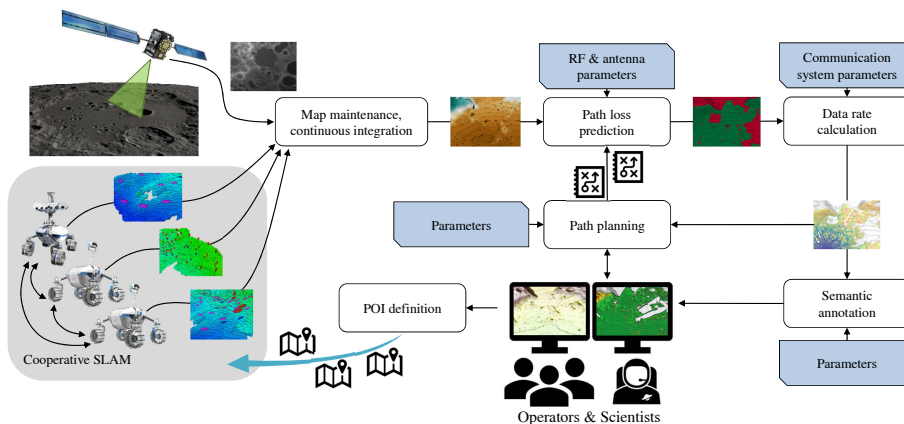 RF & antenna
parameters
Communication
system parameters
Map maintenance,
continuous integration
Path loss
prediction
Data rate
calculation
Parameters
Path planning
POI definition
Semantic
annotation
Cooperative SLAM
Parameters
Operators & Scientists